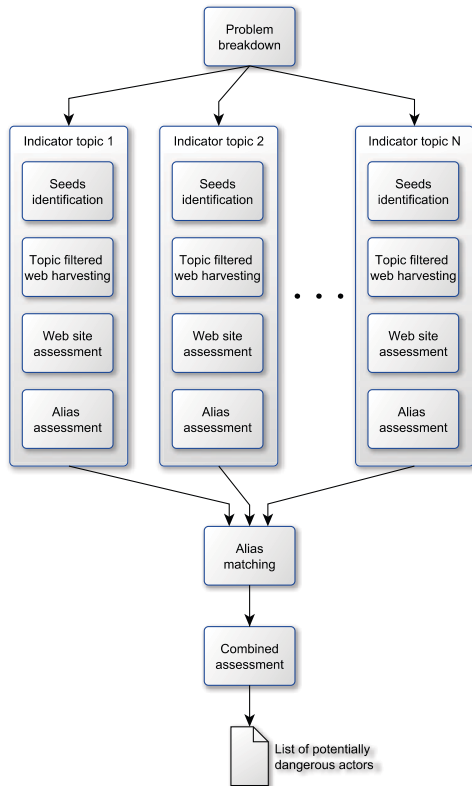 Problem
breakdown
Indicator topic 1
Seeds
identification
Topic filtered
web harvesting
Web site
assessment
Alias
assessment
Indicator topic 2
Seeds
identification
Topic filtered
web harvesting
Web site
assessment
Alias
assessment
. . .
Indicator topic N
Seeds
identification
Topic filtered
web harvesting
Web site
assessment
Alias
assessment
Alias
matching
Combined
assessment
List of potentially
dangerous actors